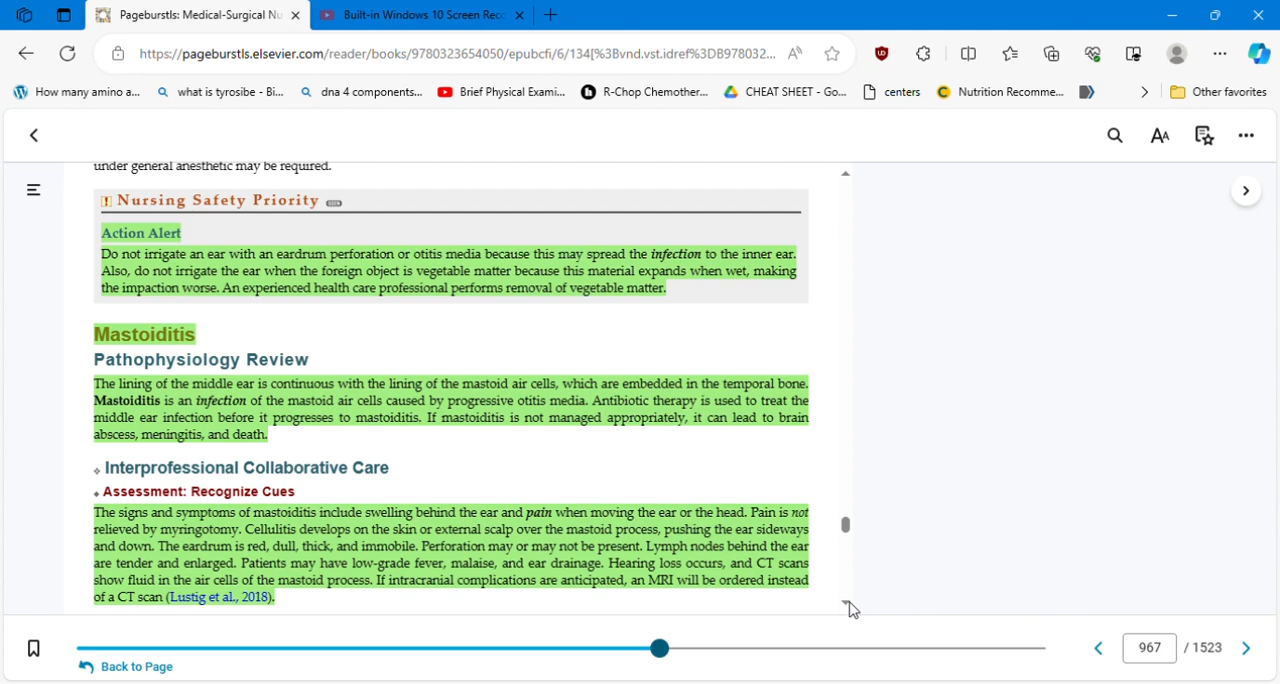 Pageburstls: Medical-Surgical Nu
Built-in Windows 10 Screen Reco
https://pageburstls.elsevier.com/reader/books/9780323654050/epubcfi/6/134[%3Bvnd.vst.idref%3DB978032...
How many amino a...
what is tyrosibe - Bi...
dna 4 components...
Brief Physical Exami...
R-Chop Chemother...
CHEAT SHEET - Go...
centers
Nutrition Recomme...
Other favorites
under general anesthetic may be required.
! Nursing Safety Priority
Action Alert
Do not irrigate an ear with an eardrum perforation or otitis media because this may spread the infection to the inner ear.
Also, do not irrigate the ear when the foreign object is vegetable matter because this material expands when wet, making
the impaction worse. An experienced health care professional performs removal of vegetable matter.
Mastoiditis
Pathophysiology Review
The lining of the middle ear is continuous with the lining of the mastoid air cells, which are embedded in the temporal bone.
Mastoiditis is an infection of the mastoid air cells caused by progressive otitis media. Antibiotic therapy is used to treat the
middle ear infection before it progresses to mastoiditis. If mastoiditis is not managed appropriately, it can lead to brain
abscess, meningitis, and death.
Interprofessional Collaborative Care
Assessment: Recognize Cues
The signs and symptoms of mastoiditis include swelling behind the ear and pain when moving the ear or the head. Pain is not
relieved by myringotomy. Cellulitis develops on the skin or external scalp over the mastoid process, pushing the ear sideways
and down. The eardrum is red, dull, thick, and immobile. Perforation may or may not be present. Lymph nodes behind the ear
are tender and enlarged. Patients may have low-grade fever, malaise, and ear drainage. Hearing loss occurs, and CT scans
show fluid in the air cells of the mastoid process. If intracranial complications are anticipated, an MRI will be ordered instead
of a CT scan (Lustig et al., 2018).
967 / 1523
Back to Page